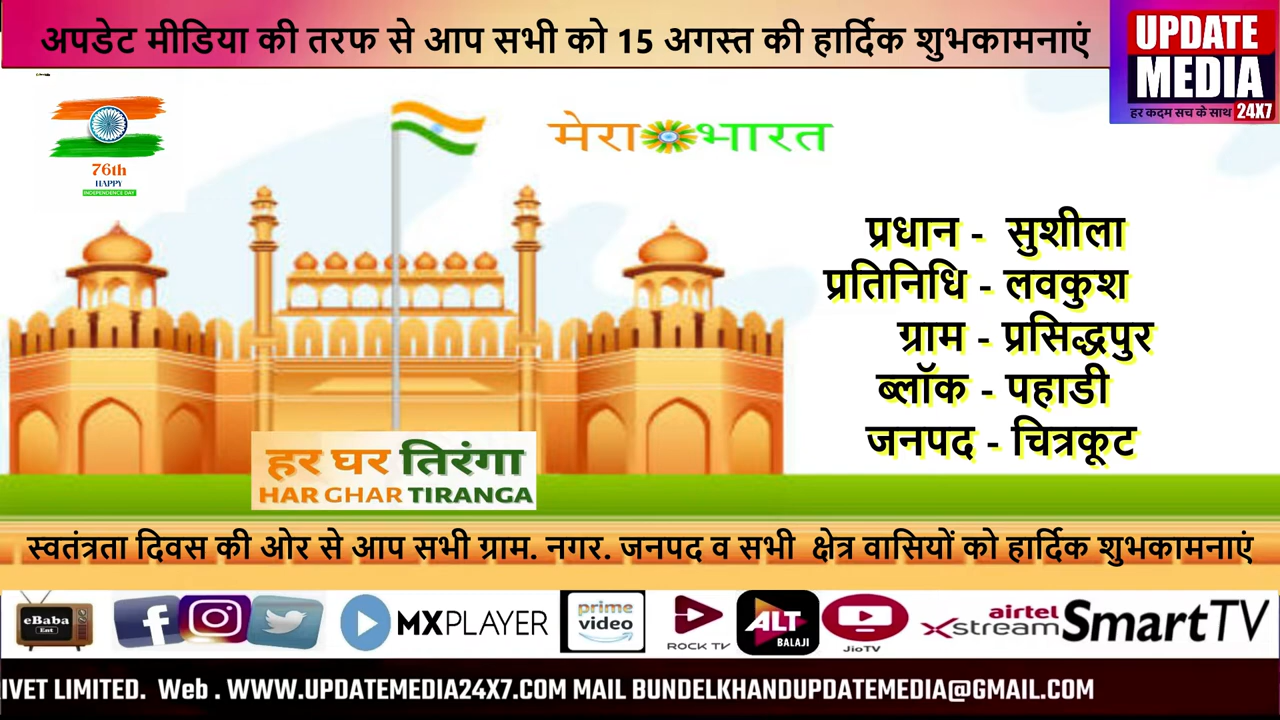 अपडेट मीडिया की तरफ से आप सभी को 15 अगस्त की हार्दिक शुभकामनाएं
UPDATE
MEDIA
हर कदम सच के साथ 24X7
76th
HAPPY
INDEPENDENCE DAY
मेरा भारत
प्रधान - सुशीला
प्रतिनिधि - लवकुश
ग्राम - प्रसिद्धपुर
ब्लॉक - पहाडी
जनपद - चित्रकूट
हर घर तिरंगा
HAR GHAR TIRANGA
स्वतंत्रता दिवस की ओर से आप सभी ग्राम. नगर. जनपद व सभी क्षेत्र वासियों को हार्दिक शुभकामनाएं
eBaba
Ent
MXPLAYER
prime
video
ROCK TV
ALT
BALAJI
JioTV
airtel
xstream
SmartTV
IVET LIMITED. Web . WWW.UPDATEMEDIA24X7.COM MAIL BUNDELKHANDUPDATEMEDIA@GMAIL.COM